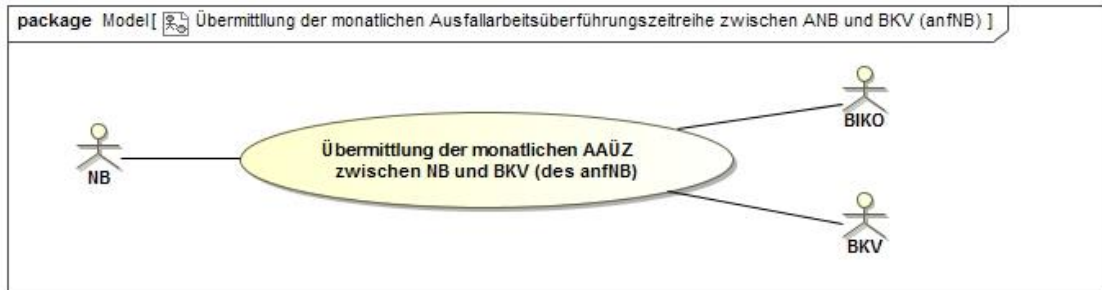 package Model[ Übermittllung der monatlichen Ausfallarbeitsüberführungszeitreihe zwischen ANB und BKV (anfNB) ]
BIKO
Übermittlung der monatlichen AAÜZ
zwischen NB und BKV (des anfNB)
NB
BKV